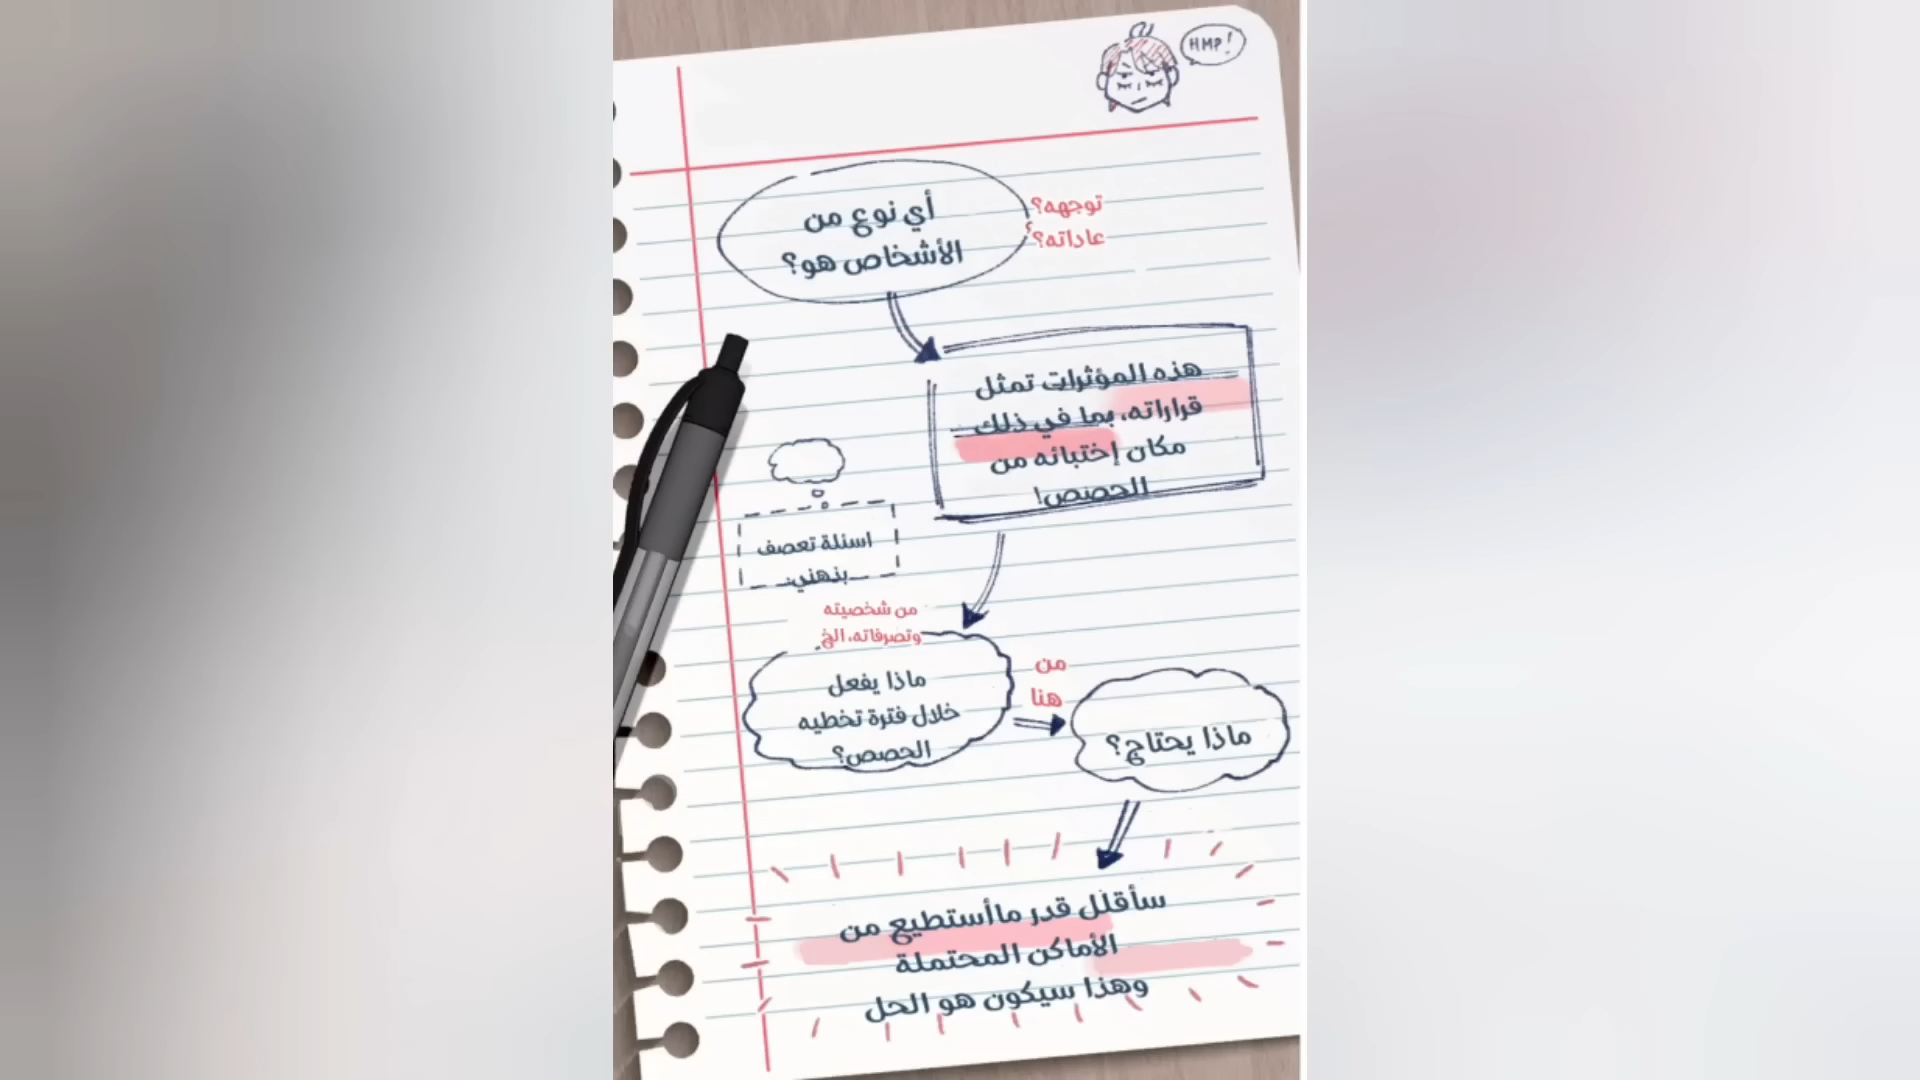 HMP!
أي نوع من
الأشخاص هو؟
توجهه؟
عاداته؟
هذه المؤثرات تمثل
قراراته، بما في ذلك
مكان إختبائه من
الحصص!
اسئلة تعصف
بذهني
من شخصيته
وتصرفاته، الخ
ماذا يفعل
خلال فترة تخطيه
الحصص؟
من
هنا
ماذا يحتاج؟
سأقلل قدر ماأستطيع من
الأماكن المحتملة
وهذا سيكون هو الحل